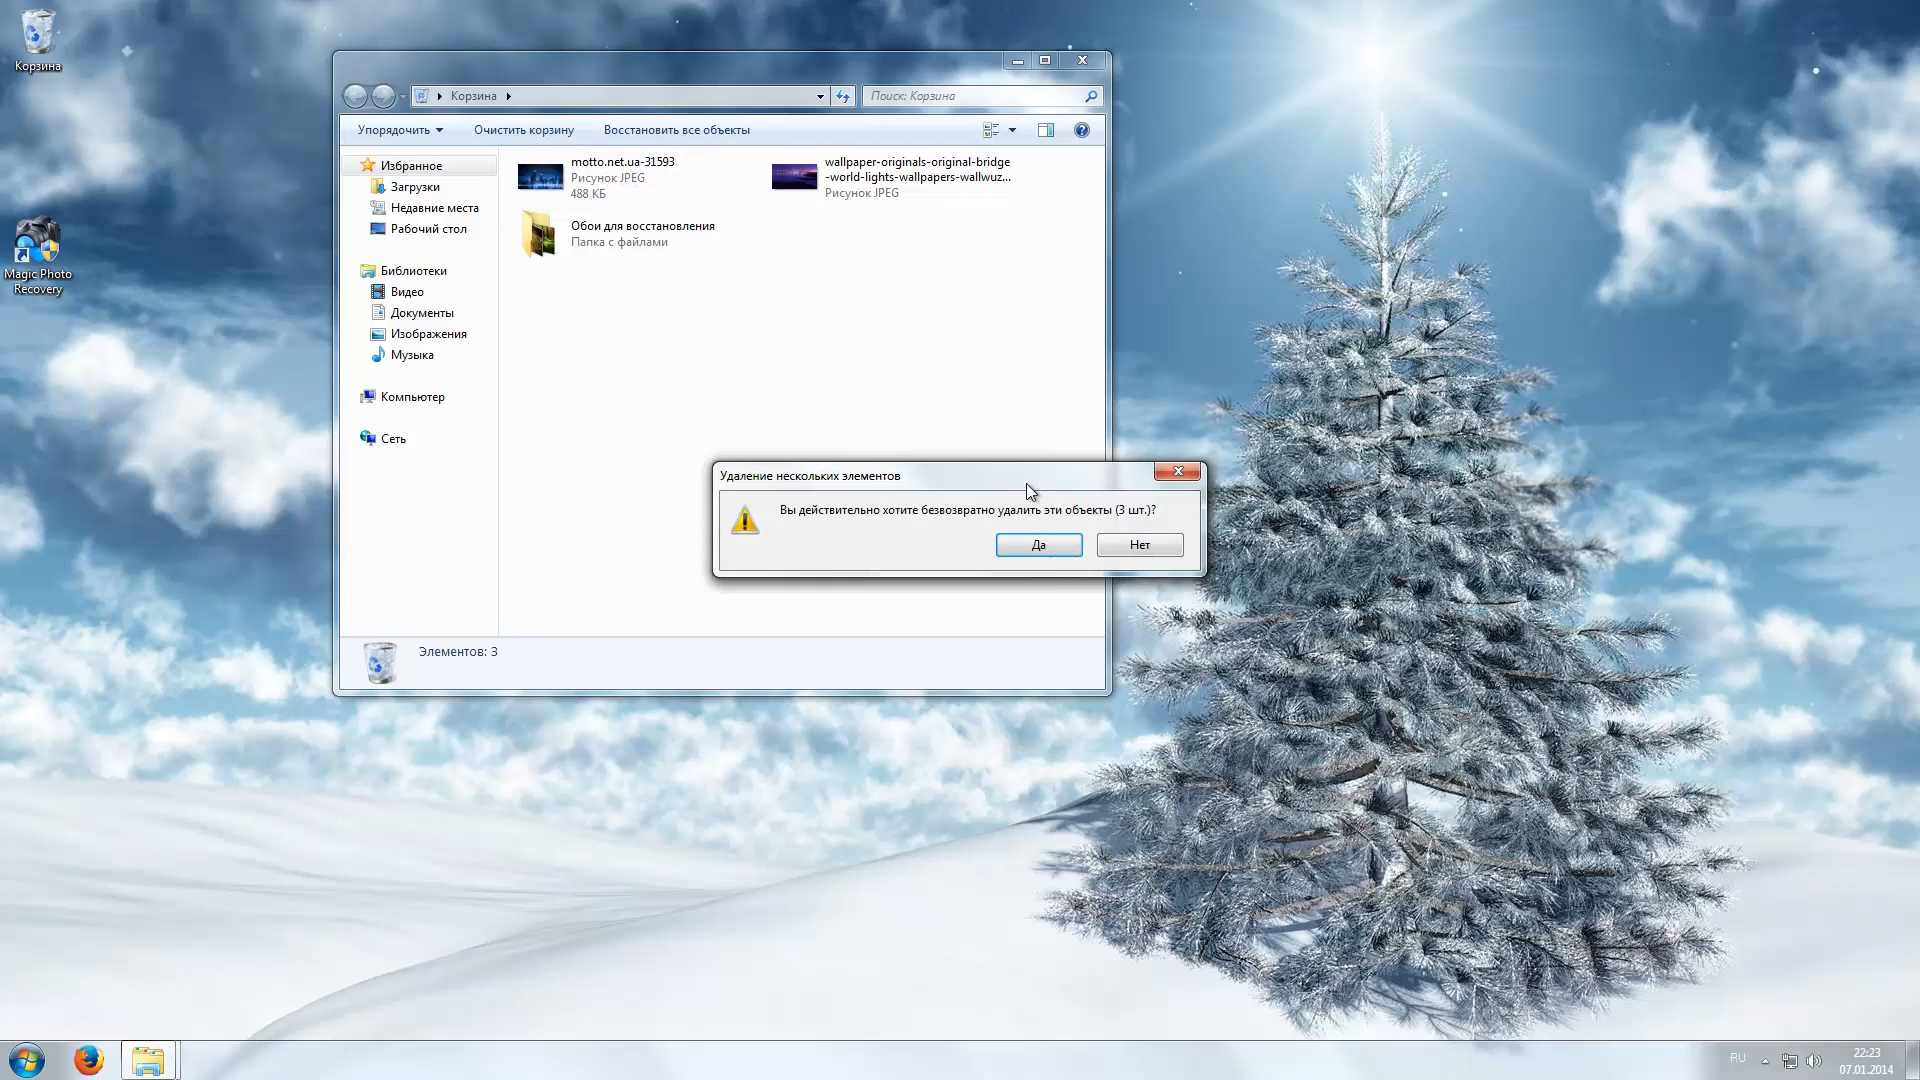 Корзина
Magic Photo
Recovery
Корзина
Поиск: Корзина
Упорядочить
Очистить корзину
Восстановить все объекты
Избранное
Загрузки
Недавние места
Рабочий стол
Библиотеки
Видео
Документы
Изображения
Музыка
Компьютер
Сеть
motto.net.ua-31593
Рисунок JPEG
488 КБ
wallpaper-originals-original-bridge
-world-lights-wallpapers-wallwuz...
Рисунок JPEG
Обои для восстановления
Папка с файлами
Удаление нескольких элементов
Вы действительно хотите безвозвратно удалить эти объекты (3 шт.)?
Да
Нет
Элементов: 3
RU
22:23
07.01.2014